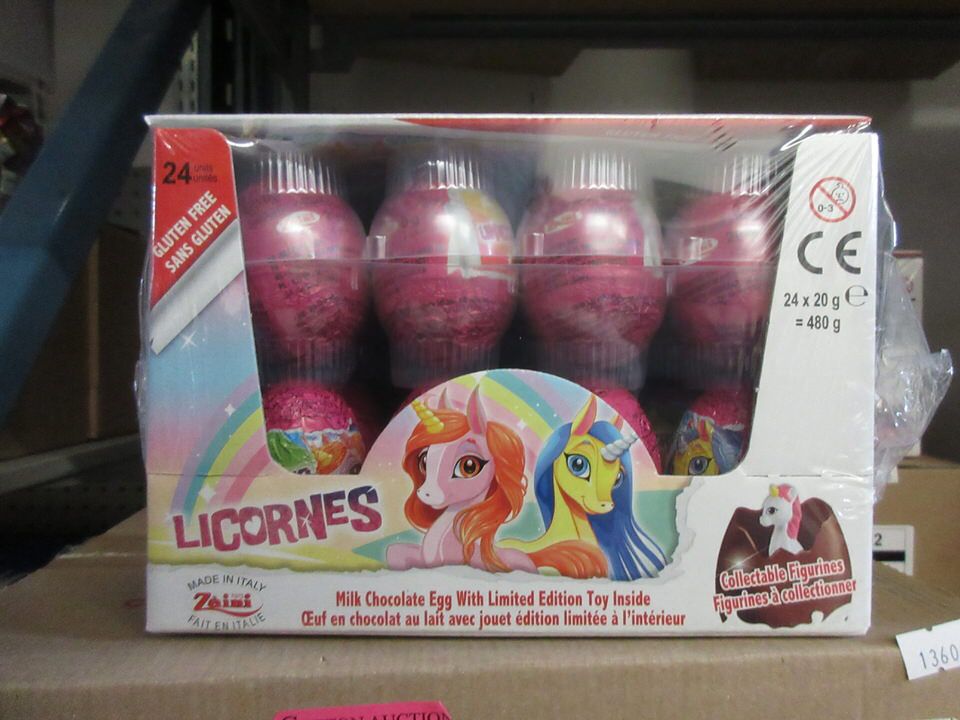 24 units
unités
GLUTEN FREE
SANS GLUTEN
0-3
CE
24 x 20 g e
= 480 g
LICORNES
MADE IN ITALY
Zaini
FAIT EN ITALIE
Milk Chocolate Egg With Limited Edition Toy Inside
Œuf en chocolat au lait avec jouet édition limitée à l'intérieur
Collectable Figurines
Figurines à collectionner
2
1360
AUCTION